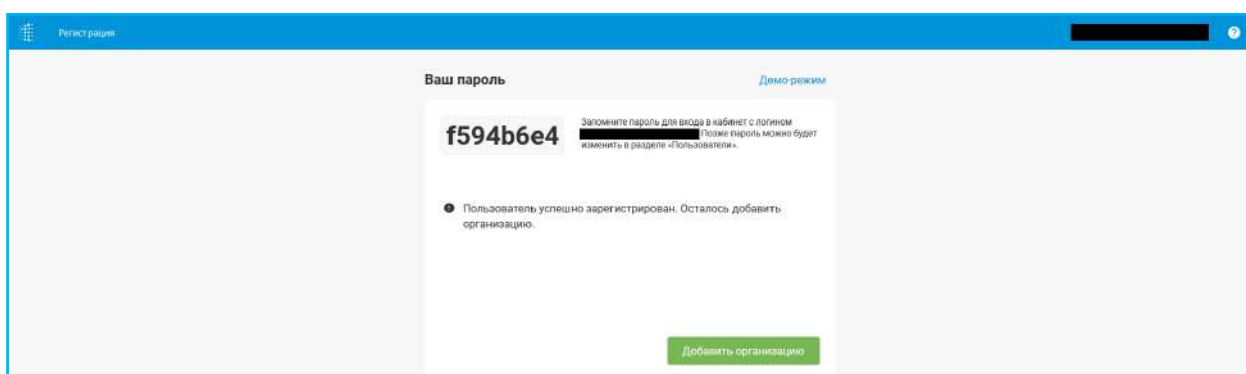 Регистрация
Ваш пароль
Демо-режим
f594b6e4
Запомните пароль для входа в кабинет с логином
Позже пароль можно будет
изменить в разделе «Пользователи».
Пользователь успешно зарегистрирован. Осталось добавить
организацию.
Добавить организацию